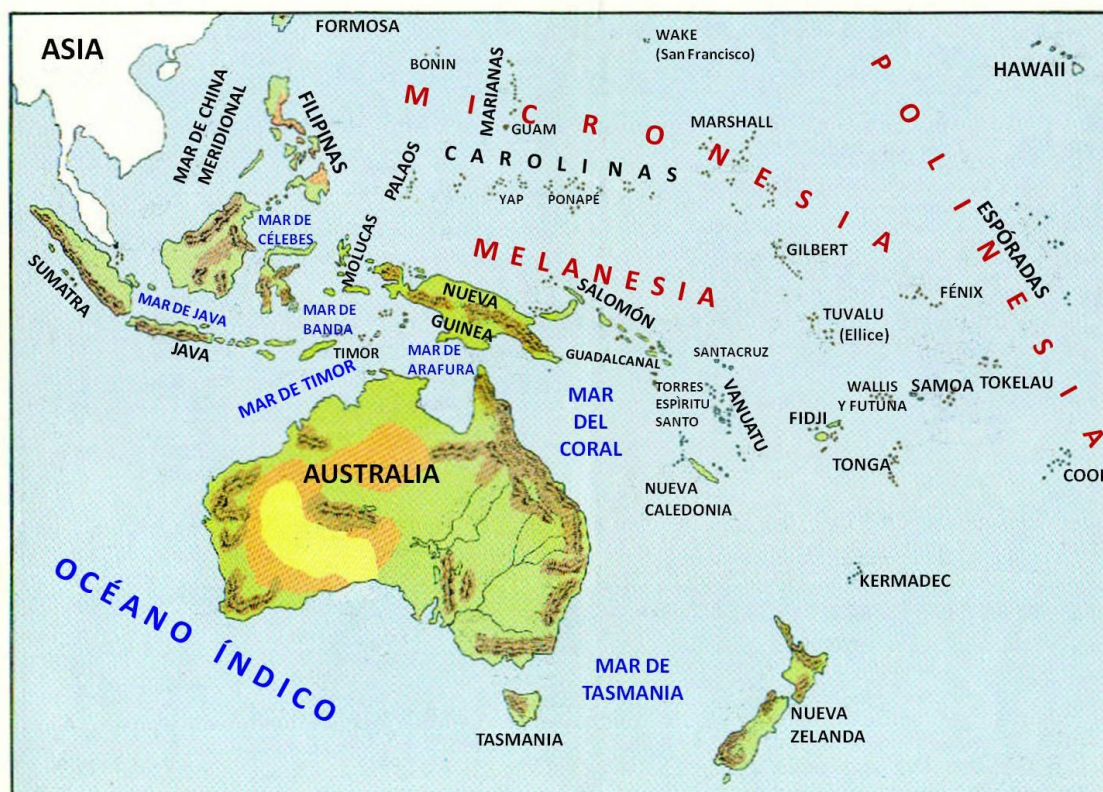 FORMOSA
ASIA
WAKE
(San Francisco)
HAWAII
BONIN
MARIANAS
MICRONESIA
POLINESIA
MAR DE CHINA
MERIDIONAL
FILIPINAS
GUAM
MARSHALL
CAROLINAS
PALAOS
YAP
PONAPÉ
ESPÓRADAS
MAR DE
CÉLEBES
MOLUCAS
MELANESIA
GILBERT
SUMATRA
MAR DE JAVA
JAVA
MAR DE
BANDA
NUEVA
GUINEA
SALOMÓN
FÉNIX
TUVALU
(Ellice)
TIMOR
MAR DE
ARAFURA
GUADALCANAL
SANTACRUZ
MAR DE TIMOR
MAR
DEL
CORAL
TORRES
ESPÌRITU
SANTO
VANUATU
WALLIS
Y FUTUNA
SAMOA
TOKELAU
FIDJI
TONGA
COOK
AUSTRALIA
NUEVA
CALEDONIA
KERMADEC
OCÉANO ÍNDICO
MAR DE
TASMANIA
TASMANIA
NUEVA
ZELANDA